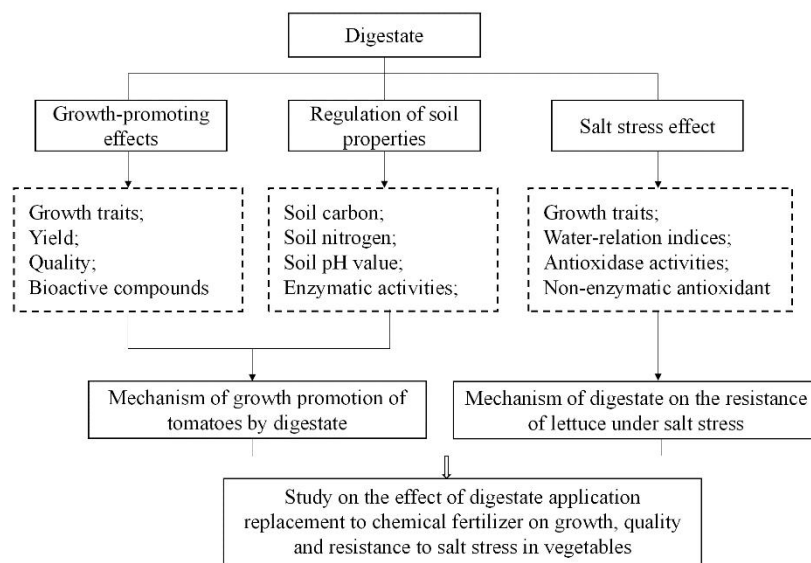 Digestate
Growth-promoting
effects
Regulation of soil
properties
Salt stress effect
Growth traits;
Yield;
Quality;
Bioactive compounds
Soil carbon;
Soil nitrogen;
Soil pH value;
Enzymatic activities;
Growth traits;
Water-relation indices;
Antioxidase activities;
Non-enzymatic antioxidant
Mechanism of growth promotion of
tomatoes by digestate
Mechanism of digestate on the resistance
of lettuce under salt stress
Study on the effect of digestate application
replacement to chemical fertilizer on growth, quality
and resistance to salt stress in vegetables